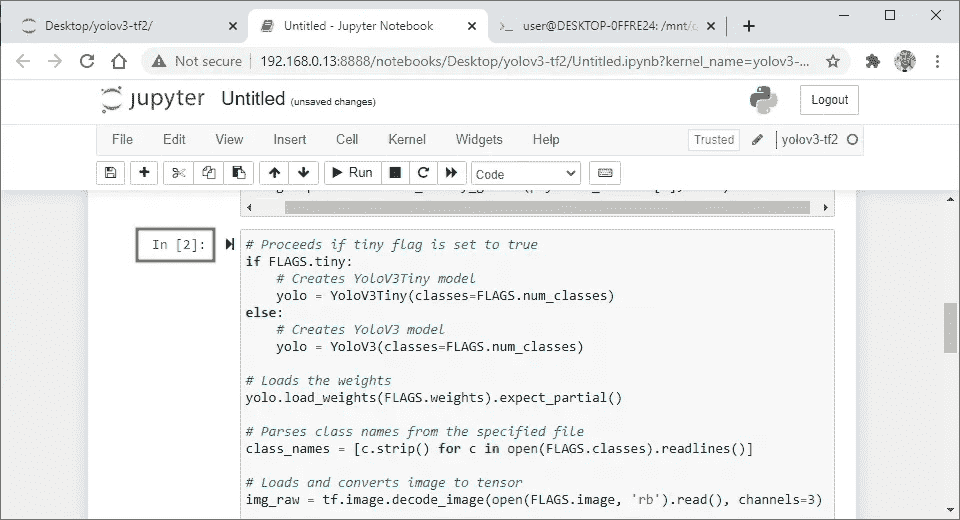 Desktop/yolov3-tf2/
Untitled - Jupyter Notebook
user@DESKTOP-0FFRE24: /mnt/
Not secure
192.168.0.13:8888/notebooks/Desktop/yolov3-tf2/Untitled.ipynb?kernel_name=yolov3-...
jupyter Untitled (unsaved changes)
Logout
File Edit View Insert Cell Kernel Widgets Help
Trusted
yolov3-tf2
Run
Code
In [2]:
# Proceeds if tiny flag is set to true
if FLAGS.tiny:
# Creates YoloV3Tiny model
yolo = YoloV3Tiny(classes=FLAGS.num_classes)
else:
# Creates YoloV3 model
yolo = YoloV3(classes=FLAGS.num_classes)
# Loads the weights
yolo.load_weights(FLAGS.weights).expect_partial()
# Parses class names from the specified file
class_names = [c.strip() for c in open(FLAGS.classes).readlines()]
# Loads and converts image to tensor
img_raw = tf.image.decode_image(open(FLAGS.image, 'rb').read(), channels=3)